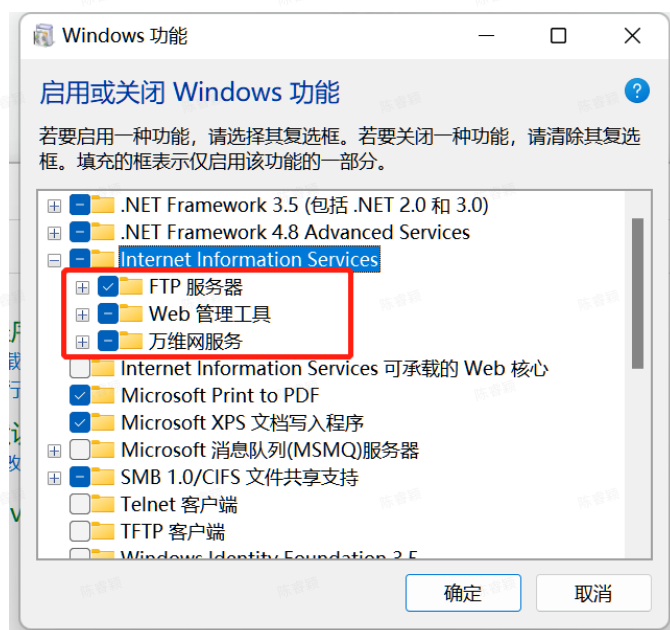 Windows 功能
启用或关闭 Windows 功能
若要启用一种功能，请选择其复选框。若要关闭一种功能，请清除其复选
框。填充的框表示仅启用该功能的一部分。
.NET Framework 3.5 (包括 .NET 2.0 和 3.0)
.NET Framework 4.8 Advanced Services
Internet Information Services
FTP 服务器
Web 管理工具
万维网服务
Internet Information Services 可承载的 Web 核心
Microsoft Print to PDF
Microsoft XPS 文档写入程序
Microsoft 消息队列(MSMQ)服务器
SMB 1.0/CIFS 文件共享支持
Telnet 客户端
TFTP 客户端
Windows Identity Foundation 3.5
确定
取消